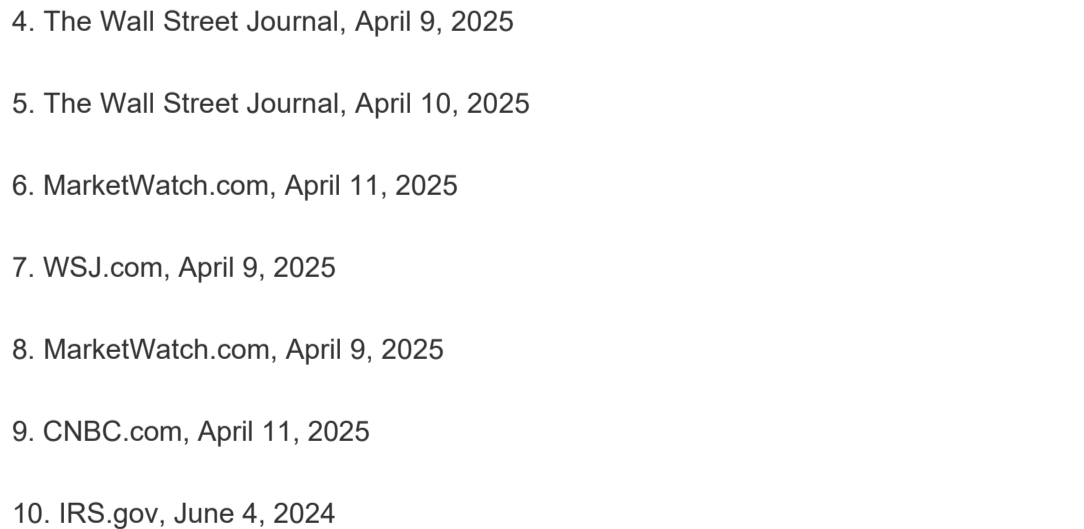 4. The Wall Street Journal, April 9, 2025
5. The Wall Street Journal, April 10, 2025
6. MarketWatch.com, April 11, 2025
7. WSJ.com, April 9, 2025
8. MarketWatch.com, April 9, 2025
9. CNBC.com, April 11, 2025
10. IRS.gov, June 4, 2024